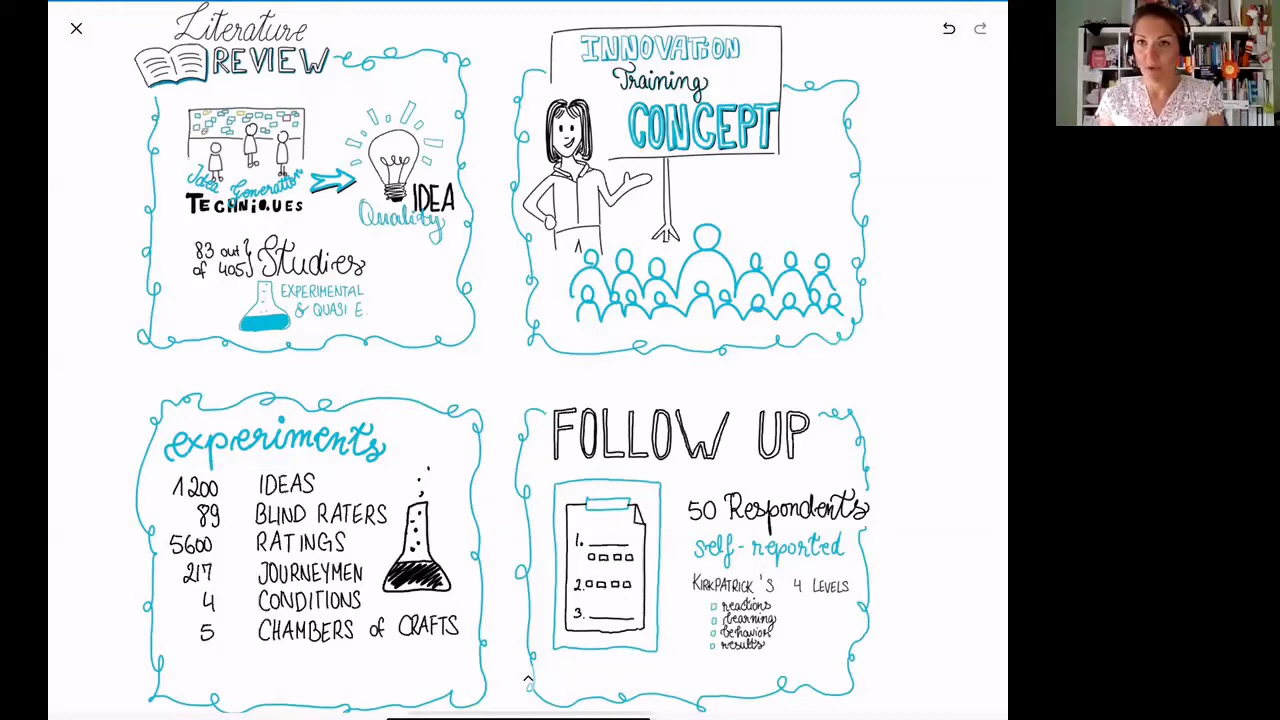 Literature
REVIEW
Idea Generation
TECHNIQUES
IDEA
Quality
83 out
of 405
Studies
EXPERIMENTAL
& QUASI E.
INNOVATION
Training
CONCEPT
experiments
1200 IDEAS
89 BLIND RATERS
5600 RATINGS
217 JOURNEYMEN
4 CONDITIONS
5 CHAMBERS of CRAFTS
FOLLOW UP
1.
2.
3.
50 Respondents
self-reported
KIRKPATRICK'S 4 LEVELS
reactions
learning
behavior
results